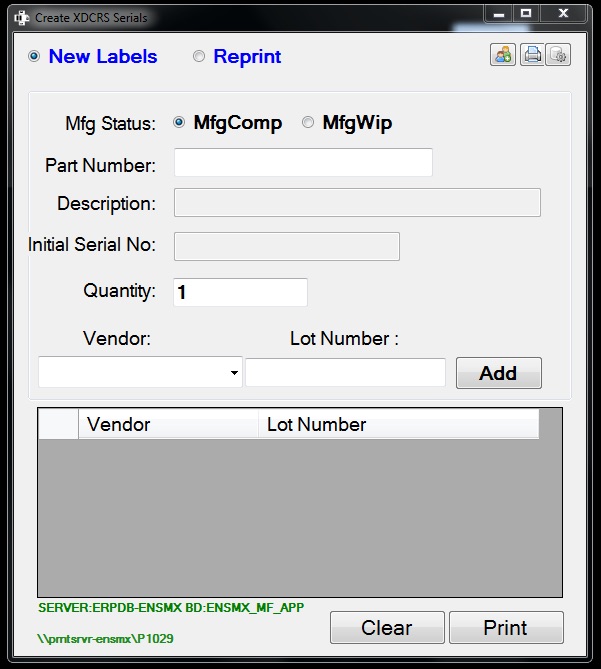 Create XDCRS Serials
New Labels Reprint
Mfg Status: MfgComp MfgWip
Part Number:
Description:
Initial Serial No:
Quantity: 1
Vendor: Lot Number :
Add
Vendor Lot Number
SERVER:ERPDB-ENSMX BD:ENSMX_MF_APP
\\prntsrvr-ensmx\P1029
Clear Print